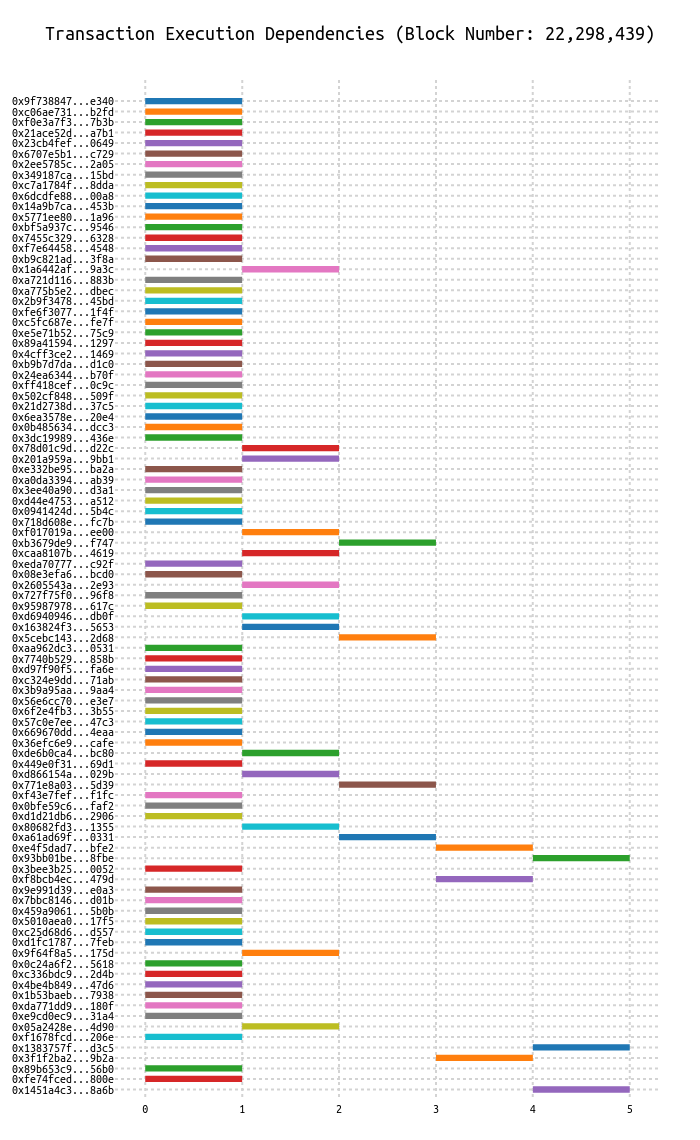 Transaction Execution Dependencies (Block Number: 22,298,439)
0x9f738847...e340
0xc06ae731...b2fd
0xf0e3a7f3...7b3b
0x21ace52d...a7b1
0x23cb4fef...0649
0x6707e5b1...c729
0x2ee5785c...2a05
0x349187ca...15bd
0xc7a1784f...8dda
0x6dcdfe88...00a8
0x14a9b7ca...453b
0x5771ee80...1a96
0xbf5a937c...9546
0x7455c329...6328
0xf7e64458...4548
0xb9c821ad...3f8a
0x1a6442af...9a3c
0xa721d116...883b
0xa775b5e2...dbec
0x2b9f3478...45bd
0xfe6f3077...1f4f
0xc5fc687e...fe7f
0xe5e71b52...75c9
0x89a41594...1297
0x4cff3ce2...1469
0xb9b7d7da...d1c0
0x24ea6344...b70f
0xff418cef...0c9c
0x502cf848...509f
0x21d2738d...37c5
0x6ea3578e...20e4
0x0b485634...dcc3
0x3dc19989...436e
0x78d01c9d...d22c
0x201a959a...9bb1
0xe332be95...ba2a
0xa0da3394...ab39
0x3ee40a90...d3a1
0xd44e4753...a512
0x0941424d...5b4c
0x718d608e...fc7b
0xf017019a...ee00
0xb3679de9...f747
0xcaa8107b...4619
0xeda70777...c92f
0x08e3efa6...bcd0
0x2605543a...2e93
0x727f75f0...96f8
0x95987978...617c
0xd6940946...db0f
0x163824f3...5653
0x5cebc143...2d68
0xaa962dc3...0531
0x7740b529...858b
0xd97f90f5...fa6e
0xc324e9dd...71ab
0x3b9a95aa...9aa4
0x56e6cc70...e3e7
0x6f2e4fb3...3b55
0x57c0e7ee...47c3
0x669670dd...4eaa
0x36efc6e9...cafe
0xde6b0ca4...bc80
0x449e0f31...69d1
0xd866154a...029b
0x771e8a03...5d39
0xf43e7fef...f1fc
0x0bfe59c6...faf2
0xd1d21db6...2906
0x80682fd3...1355
0xa61ad69f...0331
0xe4f5dad7...bfe2
0x93bb01be...8fbe
0x3bee3b25...0052
0xf8bcb4ec...479d
0x9e991d39...e0a3
0x7bbc8146...d01b
0x459a9061...5b0b
0x5010aea0...17f5
0xc25d68d6...d557
0xd1fc1787...7feb
0x9f64f8a5...175d
0x0c24a6f2...5618
0xc336bdc9...2d4b
0x4be4b849...47d6
0x1b53baeb...7938
0xda771dd9...180f
0xe9cd0ec9...31a4
0x05a2428e...4d90
0xf1678fcd...206e
0x1383757f...d3c5
0x3f1f2ba2...9b2a
0x89b653c9...56b0
0xfe74fced...800e
0x1451a4c3...8a6b
0 1 2 3 4 5